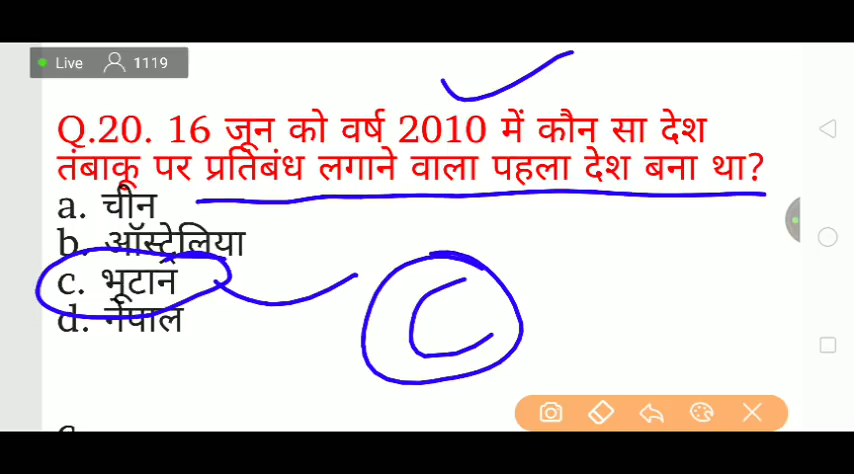 Live 1119
Q.20. 16 जून को वर्ष 2010 में कौन सा देश
तंबाकू पर प्रतिबंध लगाने वाला पहला देश बना था?
a. चीन
b. ऑस्ट्रेलिया
c. भूटान
d. नेपाल
C